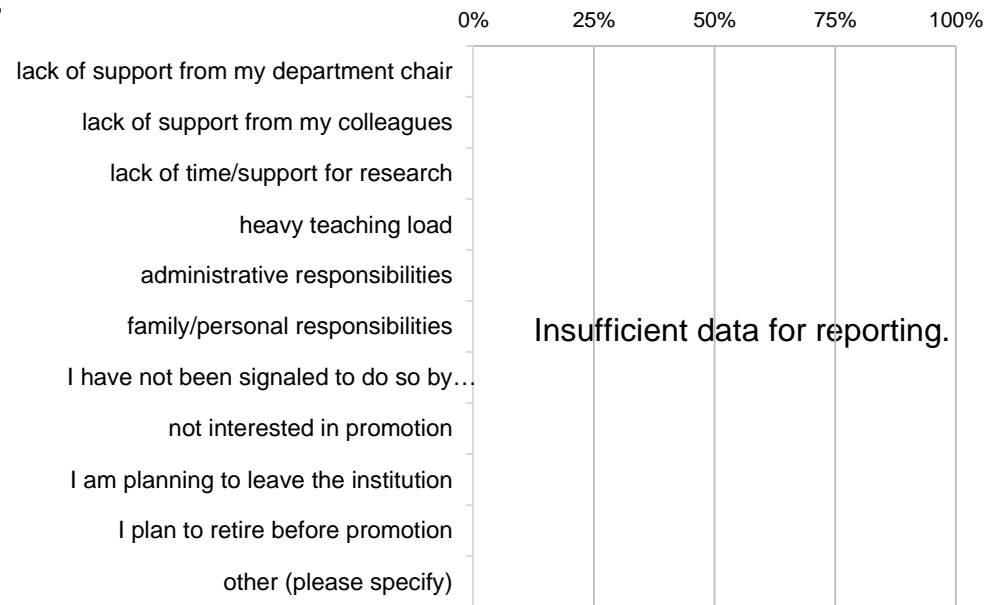 0% 25% 50% 75% 100%
lack of support from my department chair
lack of support from my colleagues
lack of time/support for research
heavy teaching load
administrative responsibilities
family/personal responsibilities
Insufficient data for reporting.
I have not been signaled to do so by…
not interested in promotion
I am planning to leave the institution
I plan to retire before promotion
other (please specify)